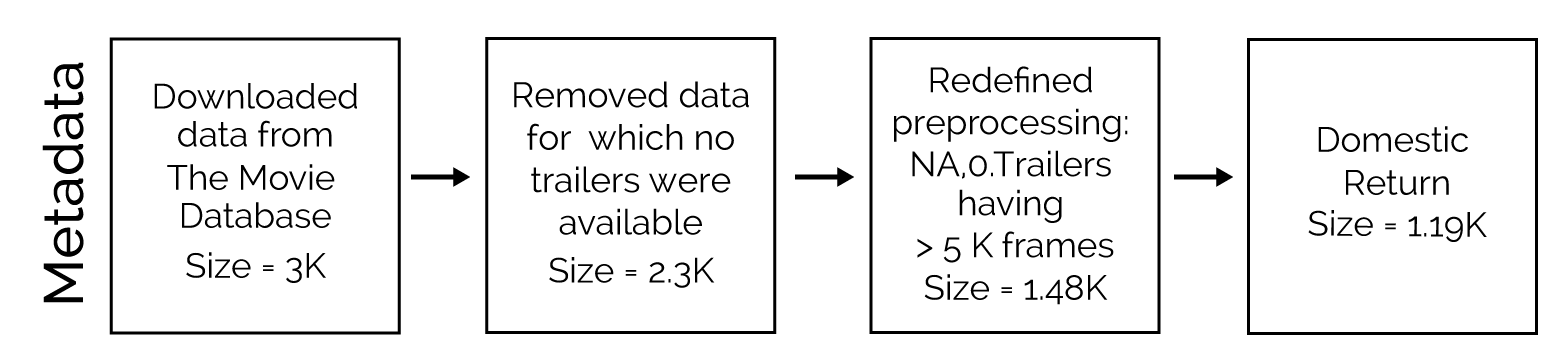 Metadata
Downloaded
data from
The Movie
Database
Size = 3K
Removed data
for which no
trailers were
available
Size = 2.3K
Redefined
preprocessing:
NA,0.Trailers
having
> 5 K frames
Size = 1.48K
Domestic
Return
Size = 1.19K